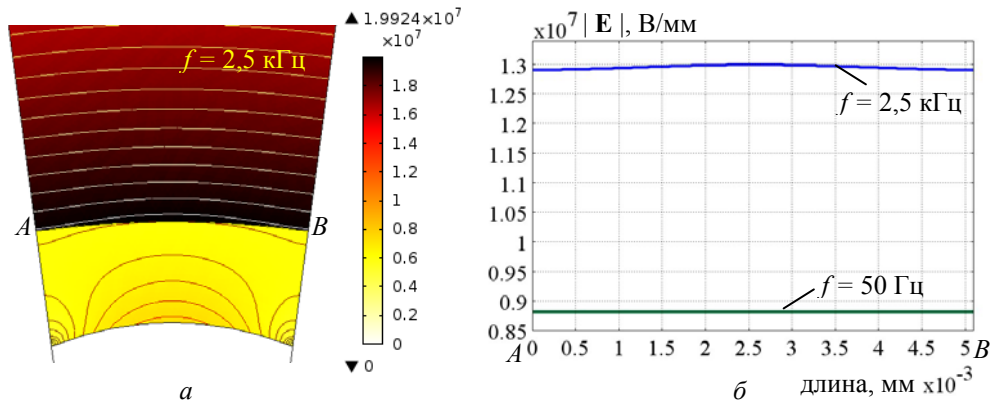 ▲ 1.9924×10⁷
×10⁷
f = 2,5 кГц
1.8
1.6
1.4
1.2
1
0.8
0.6
0.4
0.2
0
▼ 0
A
B
а
x10⁷ | E |, В/мм
1.3
1.25
1.2
1.15
1.1
1.05
1
0.95
0.9
0.85
f = 2,5 кГц
f = 50 Гц
0 0.5 1 1.5 2 2.5 3 3.5 4 4.5 5
A
B
б
длина, мм x10⁻³